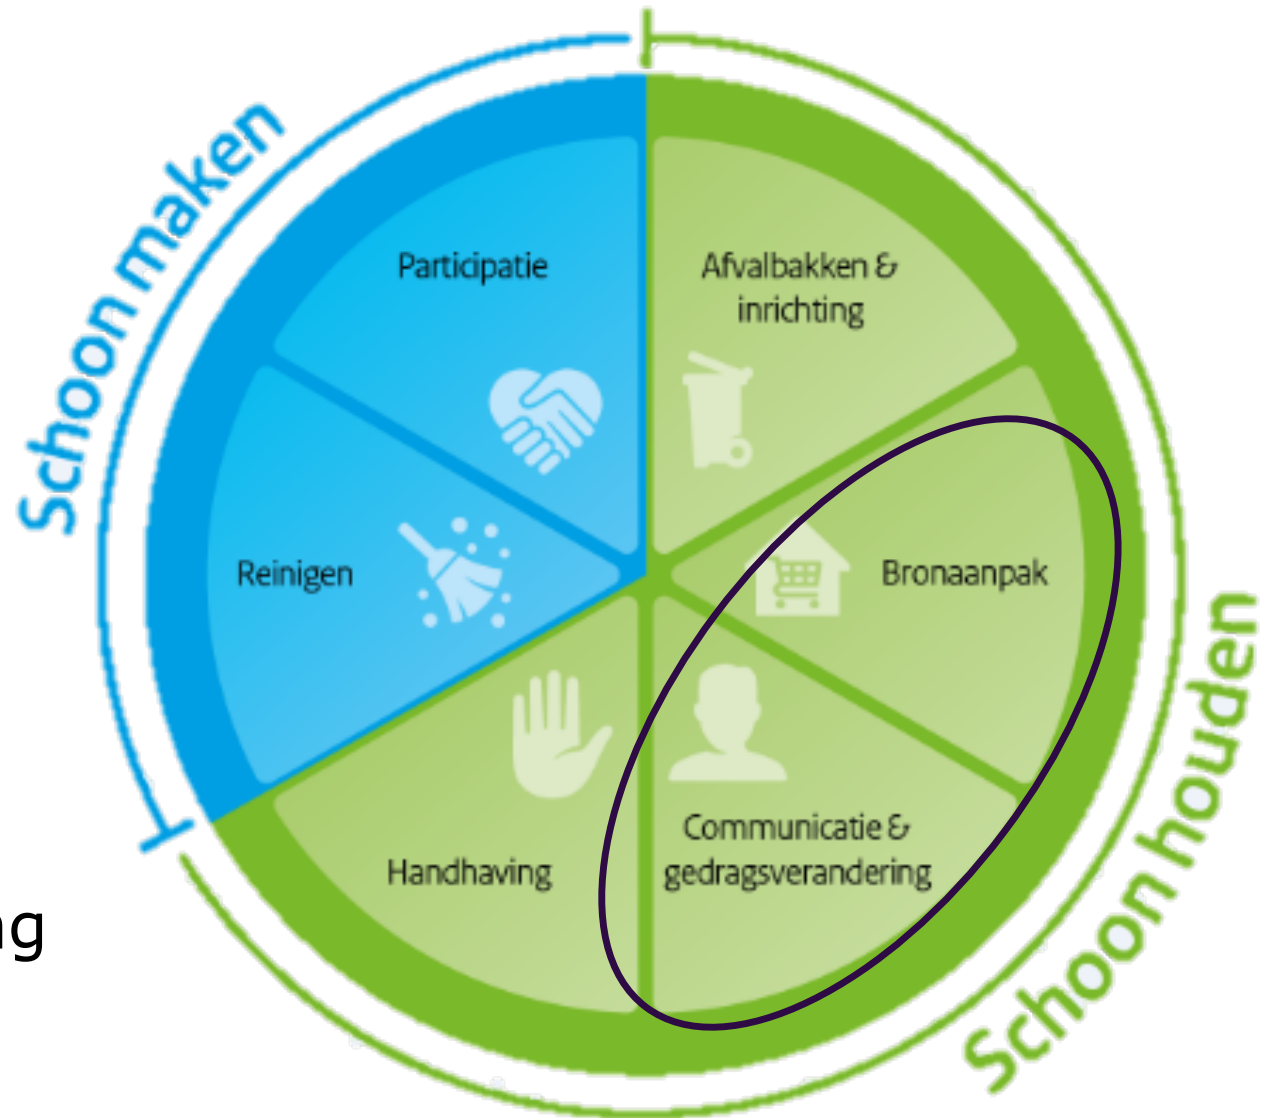 Schoon maken
Participatie
Afvalbakken &
inrichting
Reinigen
Bronaanpak
Handhaving
Communicatie &
gedragsverandering
Schoon houden